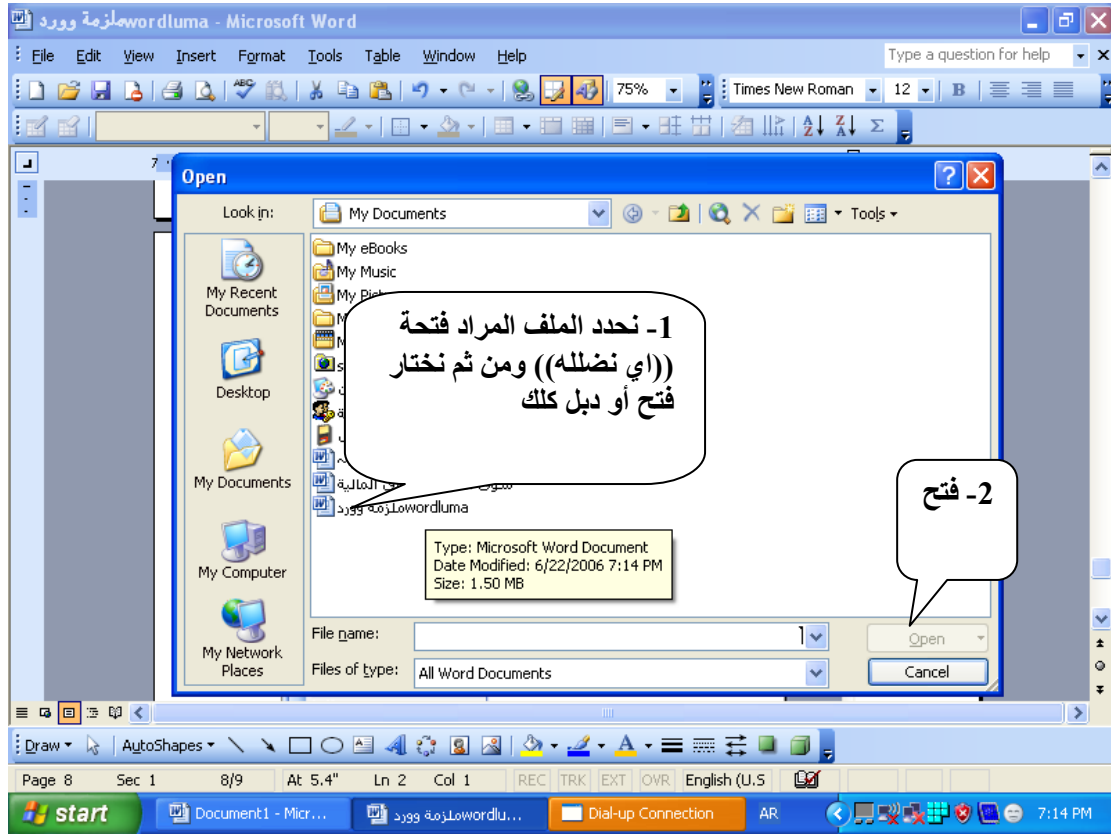 ملزمة ووردwordluma - Microsoft Word
File Edit View Insert Format Tools Table Window Help Type a question for help
75% Times New Roman 12 B
7
Open
Look in: My Documents Tools
My Recent Documents
Desktop
My Documents
My Computer
My Network Places
My eBooks
My Music
المالية
ملزمة ووردwordluma
1- نحدد الملف المراد فتحة
((اي نضلله)) ومن ثم نختار
فتح أو دبل كلك
2- فتح
Type: Microsoft Word Document
Date Modified: 6/22/2006 7:14 PM
Size: 1.50 MB
File name:
Open
Files of type: All Word Documents
Cancel
Draw AutoShapes
Page 8 Sec 1 8/9 At 5.4" Ln 2 Col 1 REC TRK EXT OVR English (U.S
start Document1 - Micr... ملزمة ووردwordlu... Dial-up Connection AR 7:14 PM